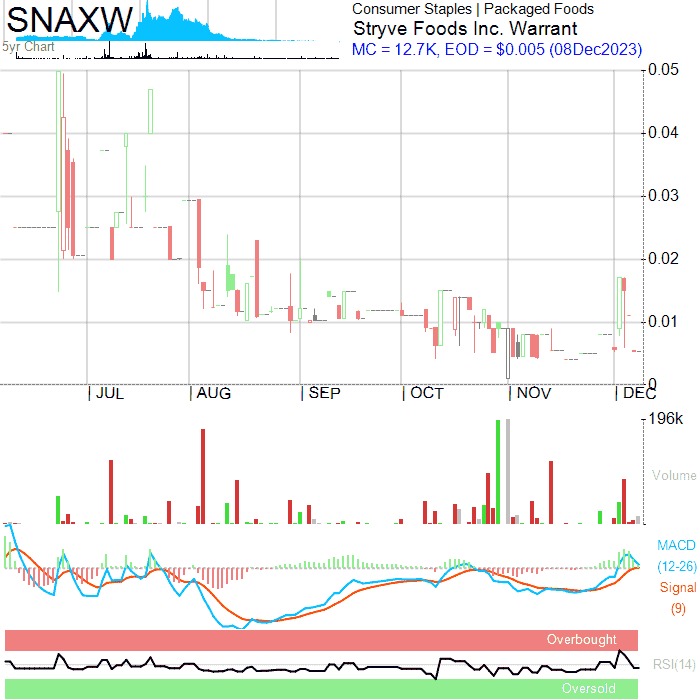 SNAXW
5yr Chart
Consumer Staples | Packaged Foods
Stryve Foods Inc. Warrant
MC = 12.7K, EOD = $0.005 (08Dec2023)
0.05
0.04
0.03
0.02
0.01
0
JUL AUG SEP OCT NOV DEC
196k
Volume
MACD
(12-26)
Signal
(9)
Overbought
RSI(14)
Oversold